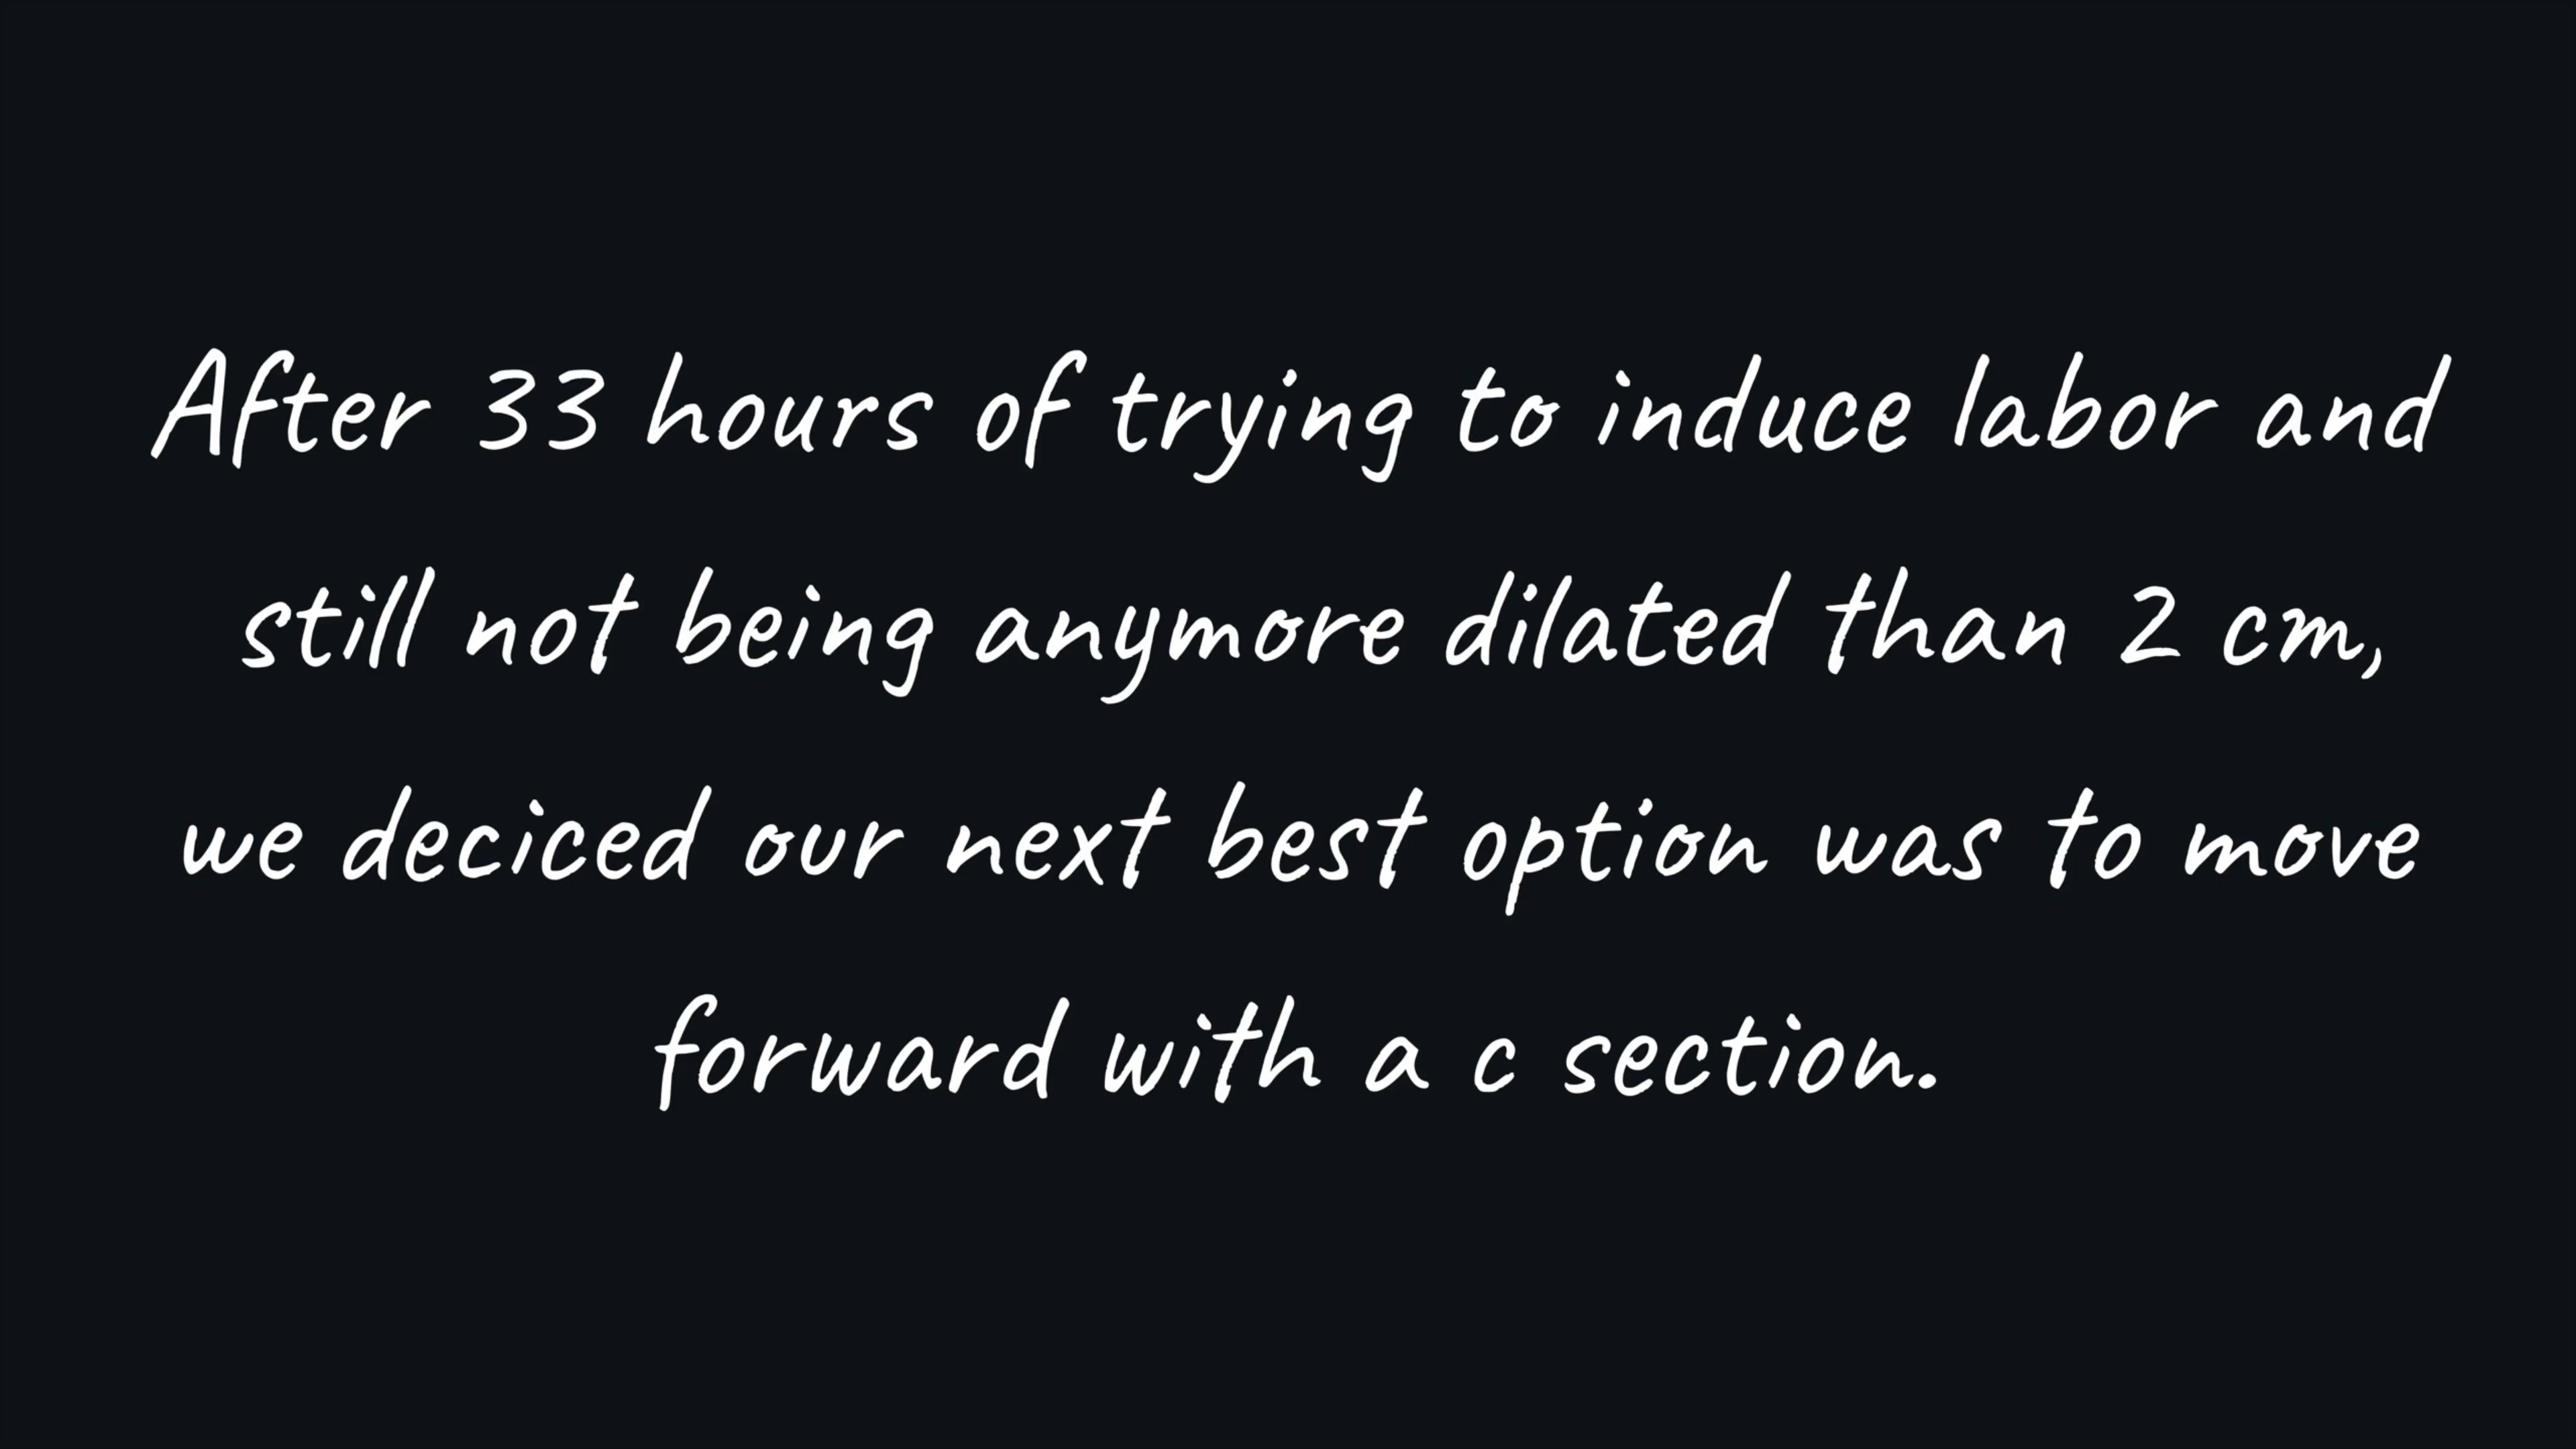 After 33 hours of trying to induce labor and
still not being anymore dilated than 2 cm,
we deciced our next best option was to move
forward with a c section.